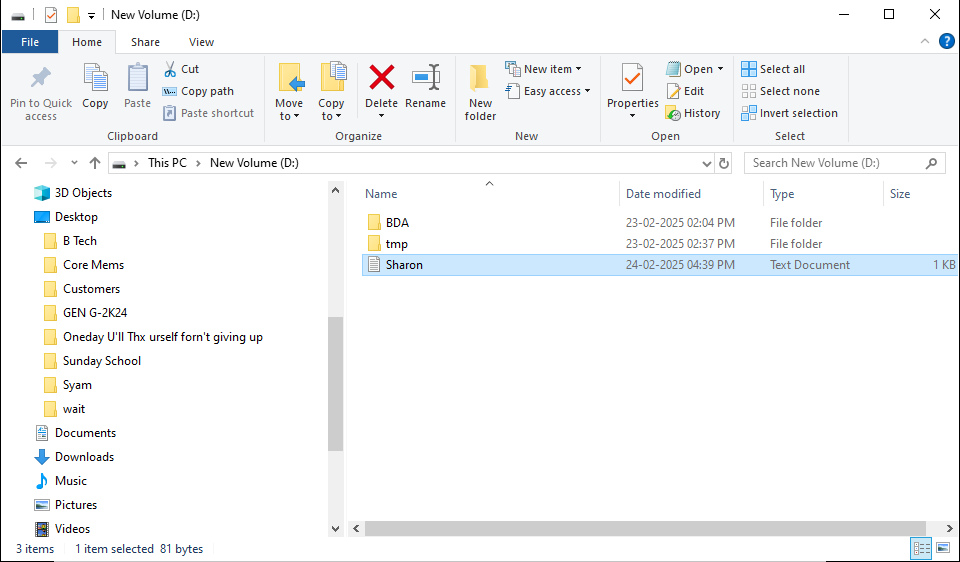 New Volume (D:)
File Home Share View
Pin to Quick access
Copy
Paste
Cut
Copy path
Paste shortcut
Clipboard
Move to
Copy to
Delete
Rename
Organize
New folder
New item
Easy access
New
Properties
Open
Edit
History
Open
Select all
Select none
Invert selection
Select
This PC > New Volume (D:)
Search New Volume (D:)
3D Objects
Desktop
B Tech
Core Mems
Customers
GEN G-2K24
Oneday U'll Thx urself forn't giving up
Sunday School
Syam
wait
Documents
Downloads
Music
Pictures
Videos
Name Date modified Type Size
BDA 23-02-2025 02:04 PM File folder
tmp 23-02-2025 02:37 PM File folder
Sharon 24-02-2025 04:39 PM Text Document 1 KB
3 items 1 item selected 81 bytes